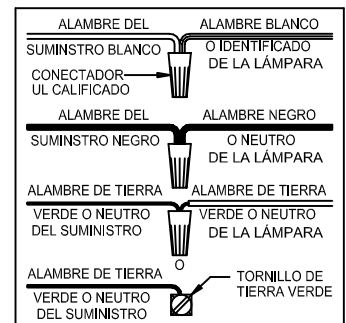 ALAMBRE DEL ALAMBRE BLANCO
SUMINSTRO BLANCO O IDENTIFICADO
DE LA LÁMPARA
CONECTADOR
UL CALIFICADO
ALAMBRE DEL ALAMBRE NEGRO
SUMINSTRO NEGRO O NEUTRO
DE LA LÁMPARA
ALAMBRE DE TIERRA ALAMBRE DE TIERRA
VERDE O NEUTRO VERDE O NEUTRO
DEL SUMINISTRO DE LA LÁMPARA
O
ALAMBRE DE TIERRA TORNILLO DE
TIERRA VERDE
VERDE O NEUTRO
DEL SUMINISTRO